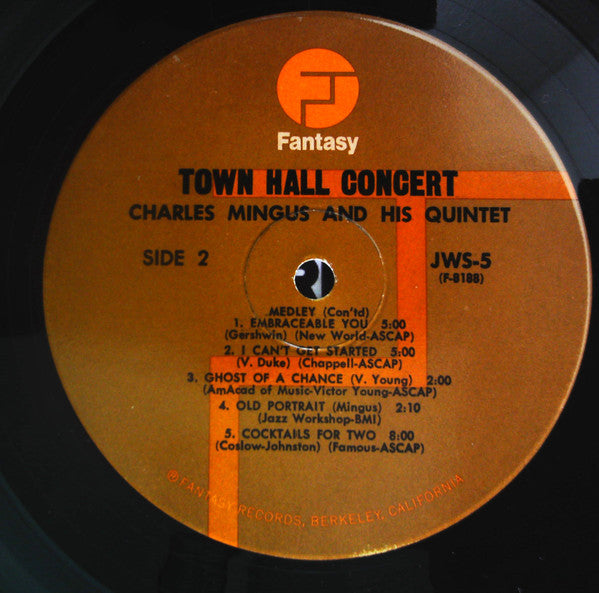 Fantasy
TOWN HALL CONCERT
CHARLES MINGUS AND HIS QUINTET
SIDE 2
JWS-5
(F-8188)
MEDLEY (Con'td)
1. EMBRACEABLE YOU 5:00
(Gershwin) (New World-ASCAP)
2. I CAN'T GET STARTED 5:00
(V. Duke) (Chappell-ASCAP)
3. GHOST OF A CHANCE (V. Young) 2:00
(AmAcad of Music-Victor Young-ASCAP)
4. OLD PORTRAIT (Mingus) 2:10
(Jazz Workshop-BMI)
5. COCKTAILS FOR TWO 8:00
(Coslow-Johnston) (Famous-ASCAP)
℗ FANTASY RECORDS, BERKELEY, CALIFORNIA